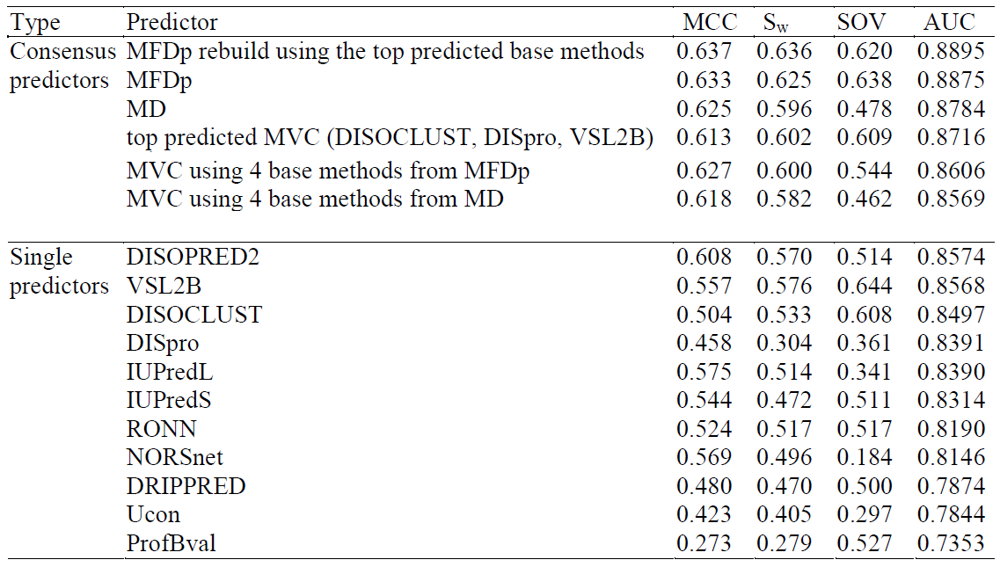 Type Predictor MCC Sw SOV AUC
Consensus MFDp rebuild using the top predicted base methods 0.637 0.636 0.620 0.8895
predictors MFDp 0.633 0.625 0.638 0.8875
MD 0.625 0.596 0.478 0.8784
top predicted MVC (DISOCLUST, DISpro, VSL2B) 0.613 0.602 0.609 0.8716
MVC using 4 base methods from MFDp 0.627 0.600 0.544 0.8606
MVC using 4 base methods from MD 0.618 0.582 0.462 0.8569
Single DISOPRED2 0.608 0.570 0.514 0.8574
predictors VSL2B 0.557 0.576 0.644 0.8568
DISOCLUST 0.504 0.533 0.608 0.8497
DISpro 0.458 0.304 0.361 0.8391
IUPredL 0.575 0.514 0.341 0.8390
IUPredS 0.544 0.472 0.511 0.8314
RONN 0.524 0.517 0.517 0.8190
NORSnet 0.569 0.496 0.184 0.8146
DRIPPRED 0.480 0.470 0.500 0.7874
Ucon 0.423 0.405 0.297 0.7844
ProfBval 0.273 0.279 0.527 0.7353